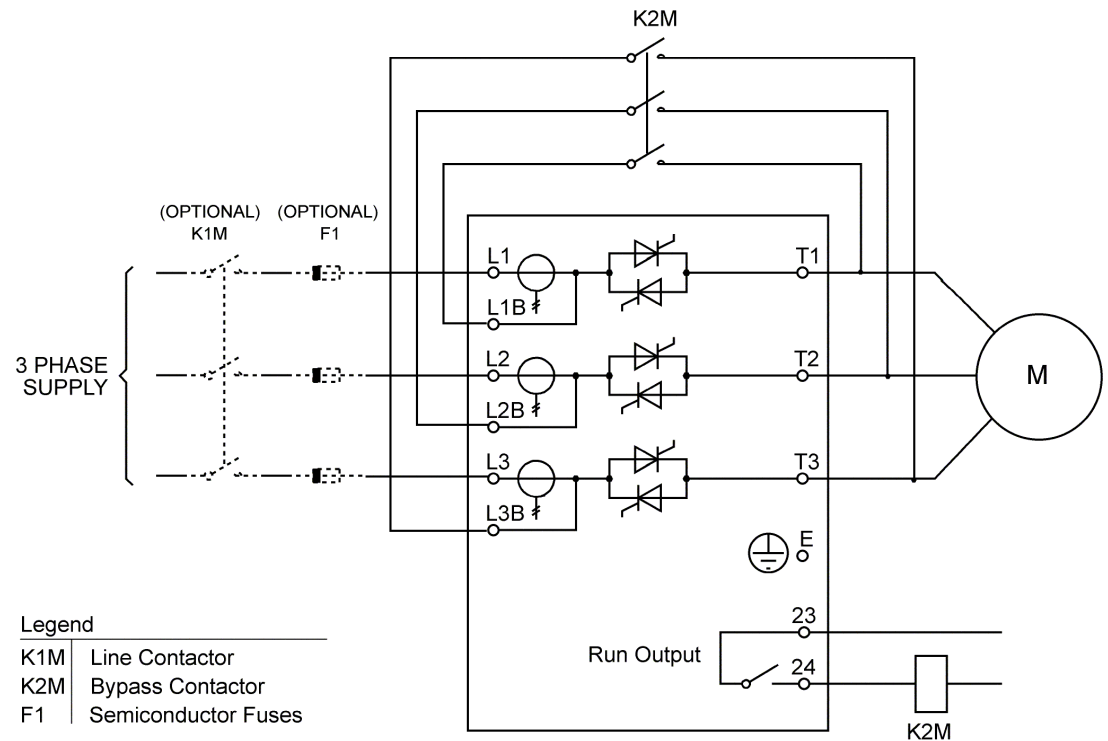 K2M
(OPTIONAL)
K1M
(OPTIONAL)
F1
3 PHASE
SUPPLY
L1
L1B
T1
L2
L2B
T2
M
L3
L3B
T3
E
23
Run Output
24
K2M
Legend
K1M Line Contactor
K2M Bypass Contactor
F1 Semiconductor Fuses